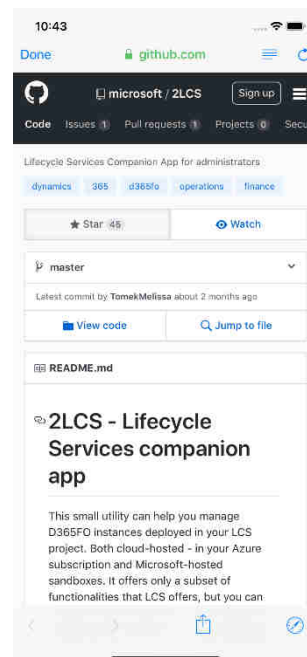 10:43
Done github.com
microsoft / 2LCS Sign up
Code Issues 1 Pull requests 1 Projects 0 Secu
Lifecycle Services Companion App for administrators
dynamics 365 d365fo operations finance
Star 45 Watch
master
Latest commit by TomekMelissa about 2 months ago
View code Jump to file
README.md
2LCS - Lifecycle
Services companion
app
This small utility can help you manage
D365FO instances deployed in your LCS
project. Both cloud-hosted - in your Azure
subscription and Microsoft-hosted
sandboxes. It offers only a subset of
functionalities that LCS offers, but you can